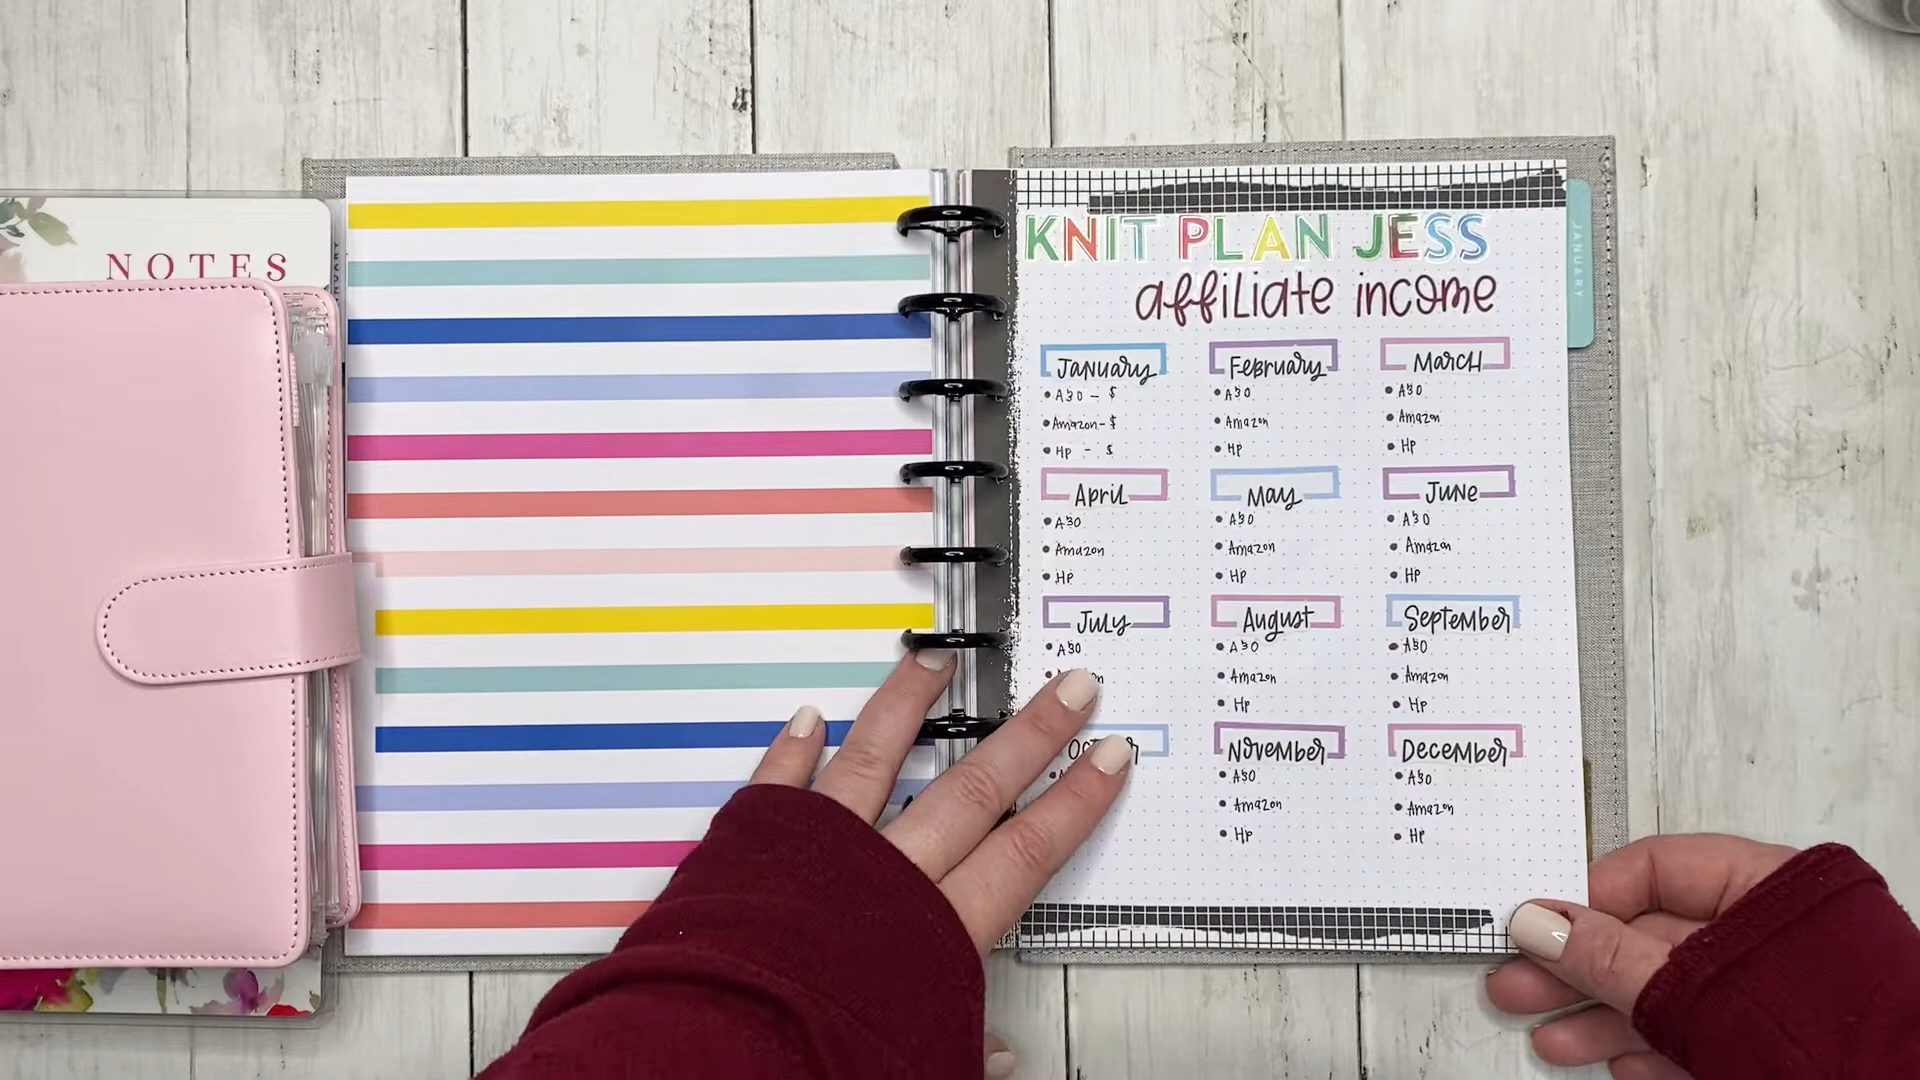 NOTES
JANUARY
KNIT PLAN JESS
affiliate income
January
A30 - $
Amazon - $
Hp - $
February
A30
Amazon
Hp
March
A30
Amazon
Hp
April
A30
Amazon
Hp
May
A30
Amazon
Hp
June
A30
Amazon
Hp
July
A30
August
A30
Amazon
Hp
September
A30
Amazon
Hp
November
A30
Amazon
Hp
December
A30
Amazon
Hp